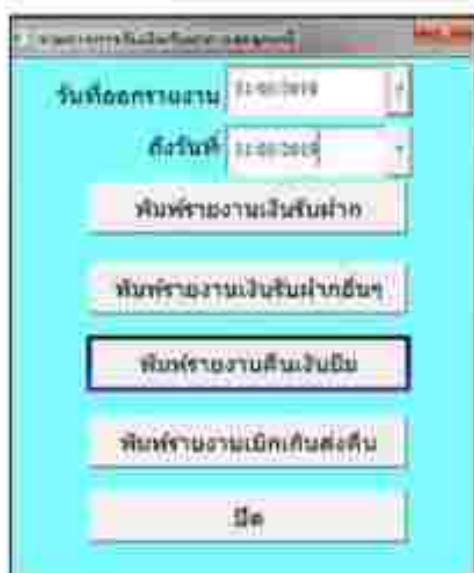 วันที่ออกรายงาน
ถึงวันที่
พิมพ์รายงานเงินรับฝาก
พิมพ์รายงานเงินรับฝากอื่นๆ
พิมพ์รายงานคืนเงินยืม
พิมพ์รายงานเบิกเกินส่งคืน
ปิด